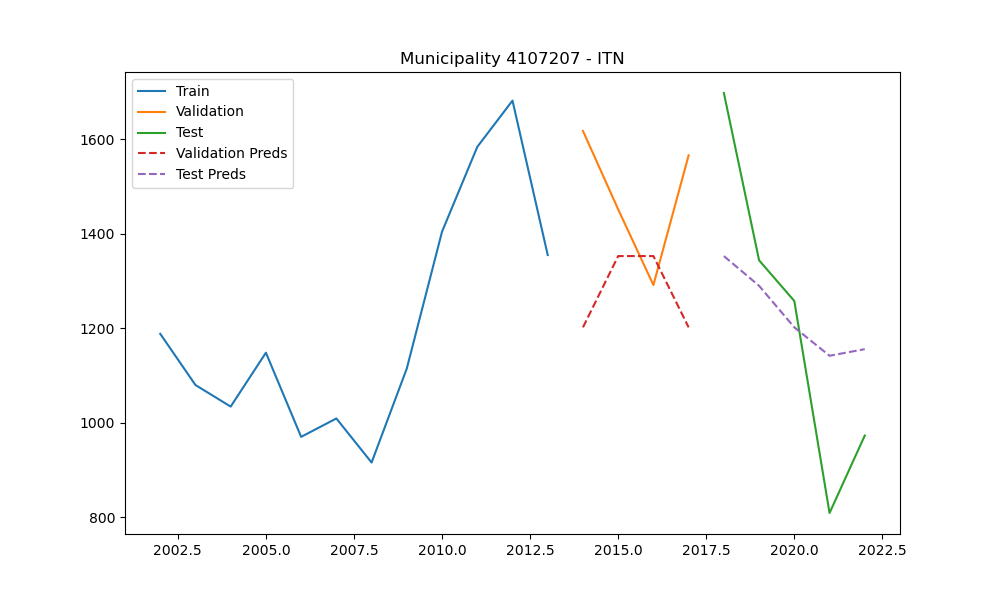 Municipality 4107207 - ITN
Train
Validation
Test
Validation Preds
Test Preds
1600
1400
1200
1000
800
2002.5 2005.0 2007.5 2010.0 2012.5 2015.0 2017.5 2020.0 2022.5